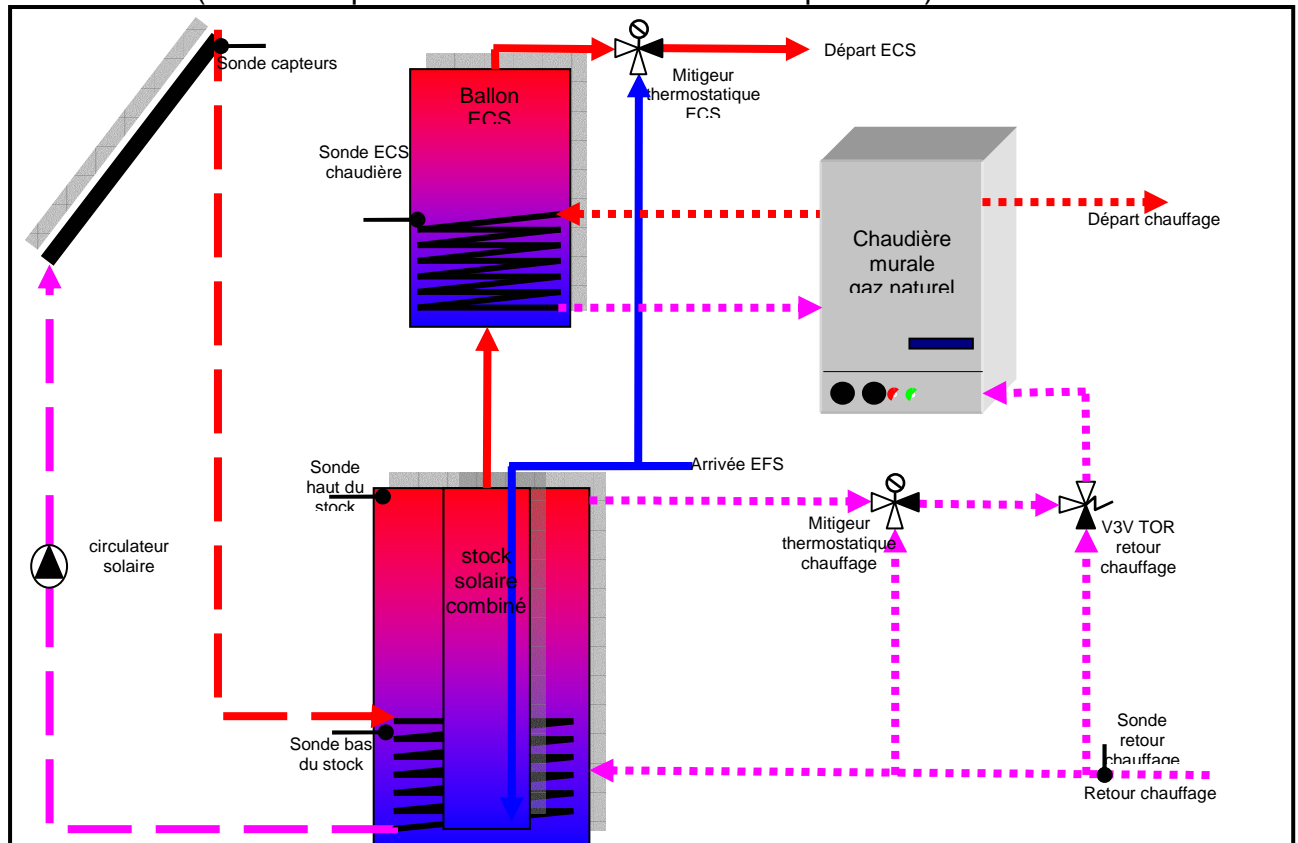 Sonde capteurs
Départ ECS
Mitigeur
thermostatique
ECS
Ballon
ECS
Sonde ECS
chaudière
Départ chauffage
Chaudière
murale
gaz naturel
Arrivée EFS
Sonde
haut du
stock
circulateur
solaire
stock
solaire
combiné
Mitigeur
thermostatique
chauffage
V3V TOR
retour
chauffage
Sonde bas
du stock
Sonde
retour
chauffage
Retour chauffage